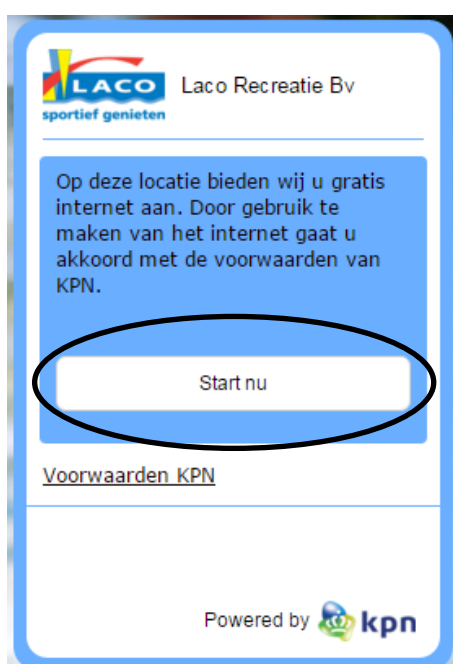 LACO
sportief genieten
Laco Recreatie Bv
Op deze locatie bieden wij u gratis
internet aan. Door gebruik te
maken van het internet gaat u
akkoord met de voorwaarden van
KPN.
Start nu
Voorwaarden KPN
Powered by kpn